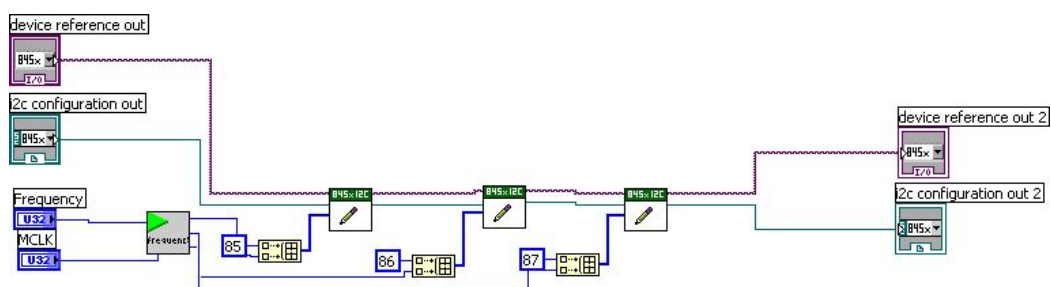 device reference out
845x
I/O
i2c configuration out
845x
Frequency
U32
MCLK
U32
frequenc
85
845x I2C
86
845x I2C
87
845x I2C
device reference out 2
845x
I/O
i2c configuration out 2
845x